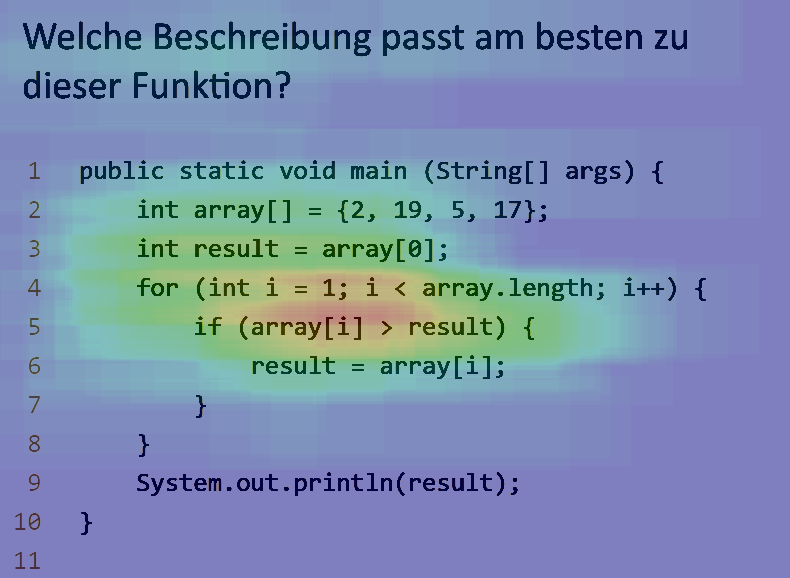 Welche Beschreibung passt am besten zu
dieser Funktion?
1 public static void main (String[] args) {
2 int array[] = {2, 19, 5, 17};
3 int result = array[0];
4 for (int i = 1; i < array.length; i++) {
5 if (array[i] > result) {
6 result = array[i];
7 }
8 }
9 System.out.println(result);
10 }
11